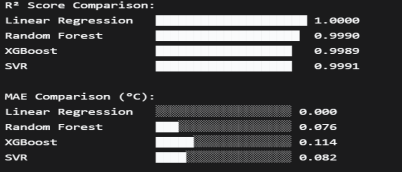 R² Score Comparison:
Linear Regression 1.0000
Random Forest 0.9990
XGBoost 0.9989
SVR 0.9991
MAE Comparison (°C):
Linear Regression 0.000
Random Forest 0.076
XGBoost 0.114
SVR 0.082